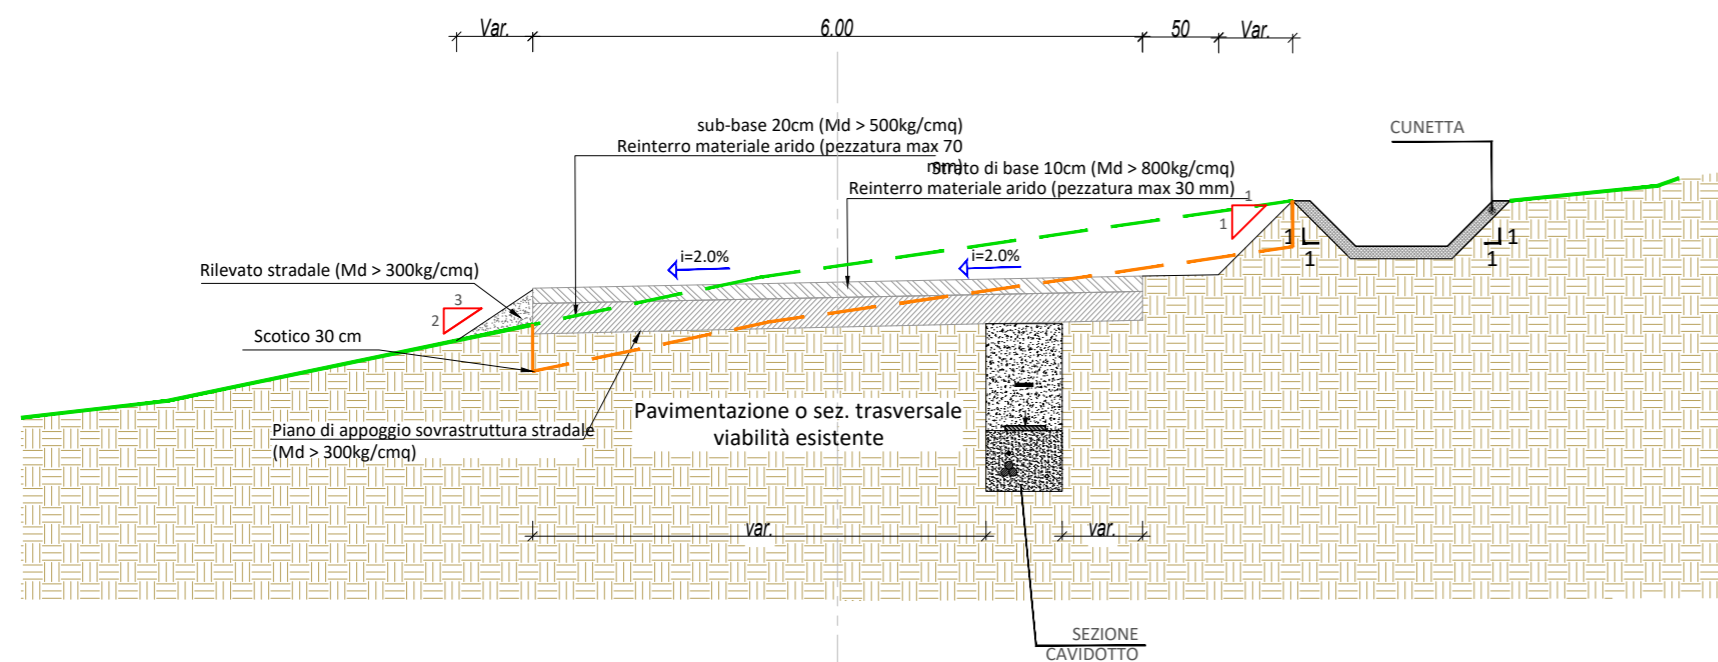 Var.
6.00
50
Var.
sub-base 20cm (Md > 500kg/cmq)
Reinterro materiale arido (pezzatura max 70
mm)
Strato di base 10cm (Md > 800kg/cmq)
Reinterro materiale arido (pezzatura max 30 mm)
CUNETTA
1
1
i=2.0%
i=2.0%
1
1
1
1
Rilevato stradale (Md > 300kg/cmq)
3
2
Scotico 30 cm
Pavimentazione o sez. trasversale
viabilità esistente
Piano di appoggio sovrastruttura stradale
(Md > 300kg/cmq)
var.
var.
SEZIONE
CAVIDOTTO